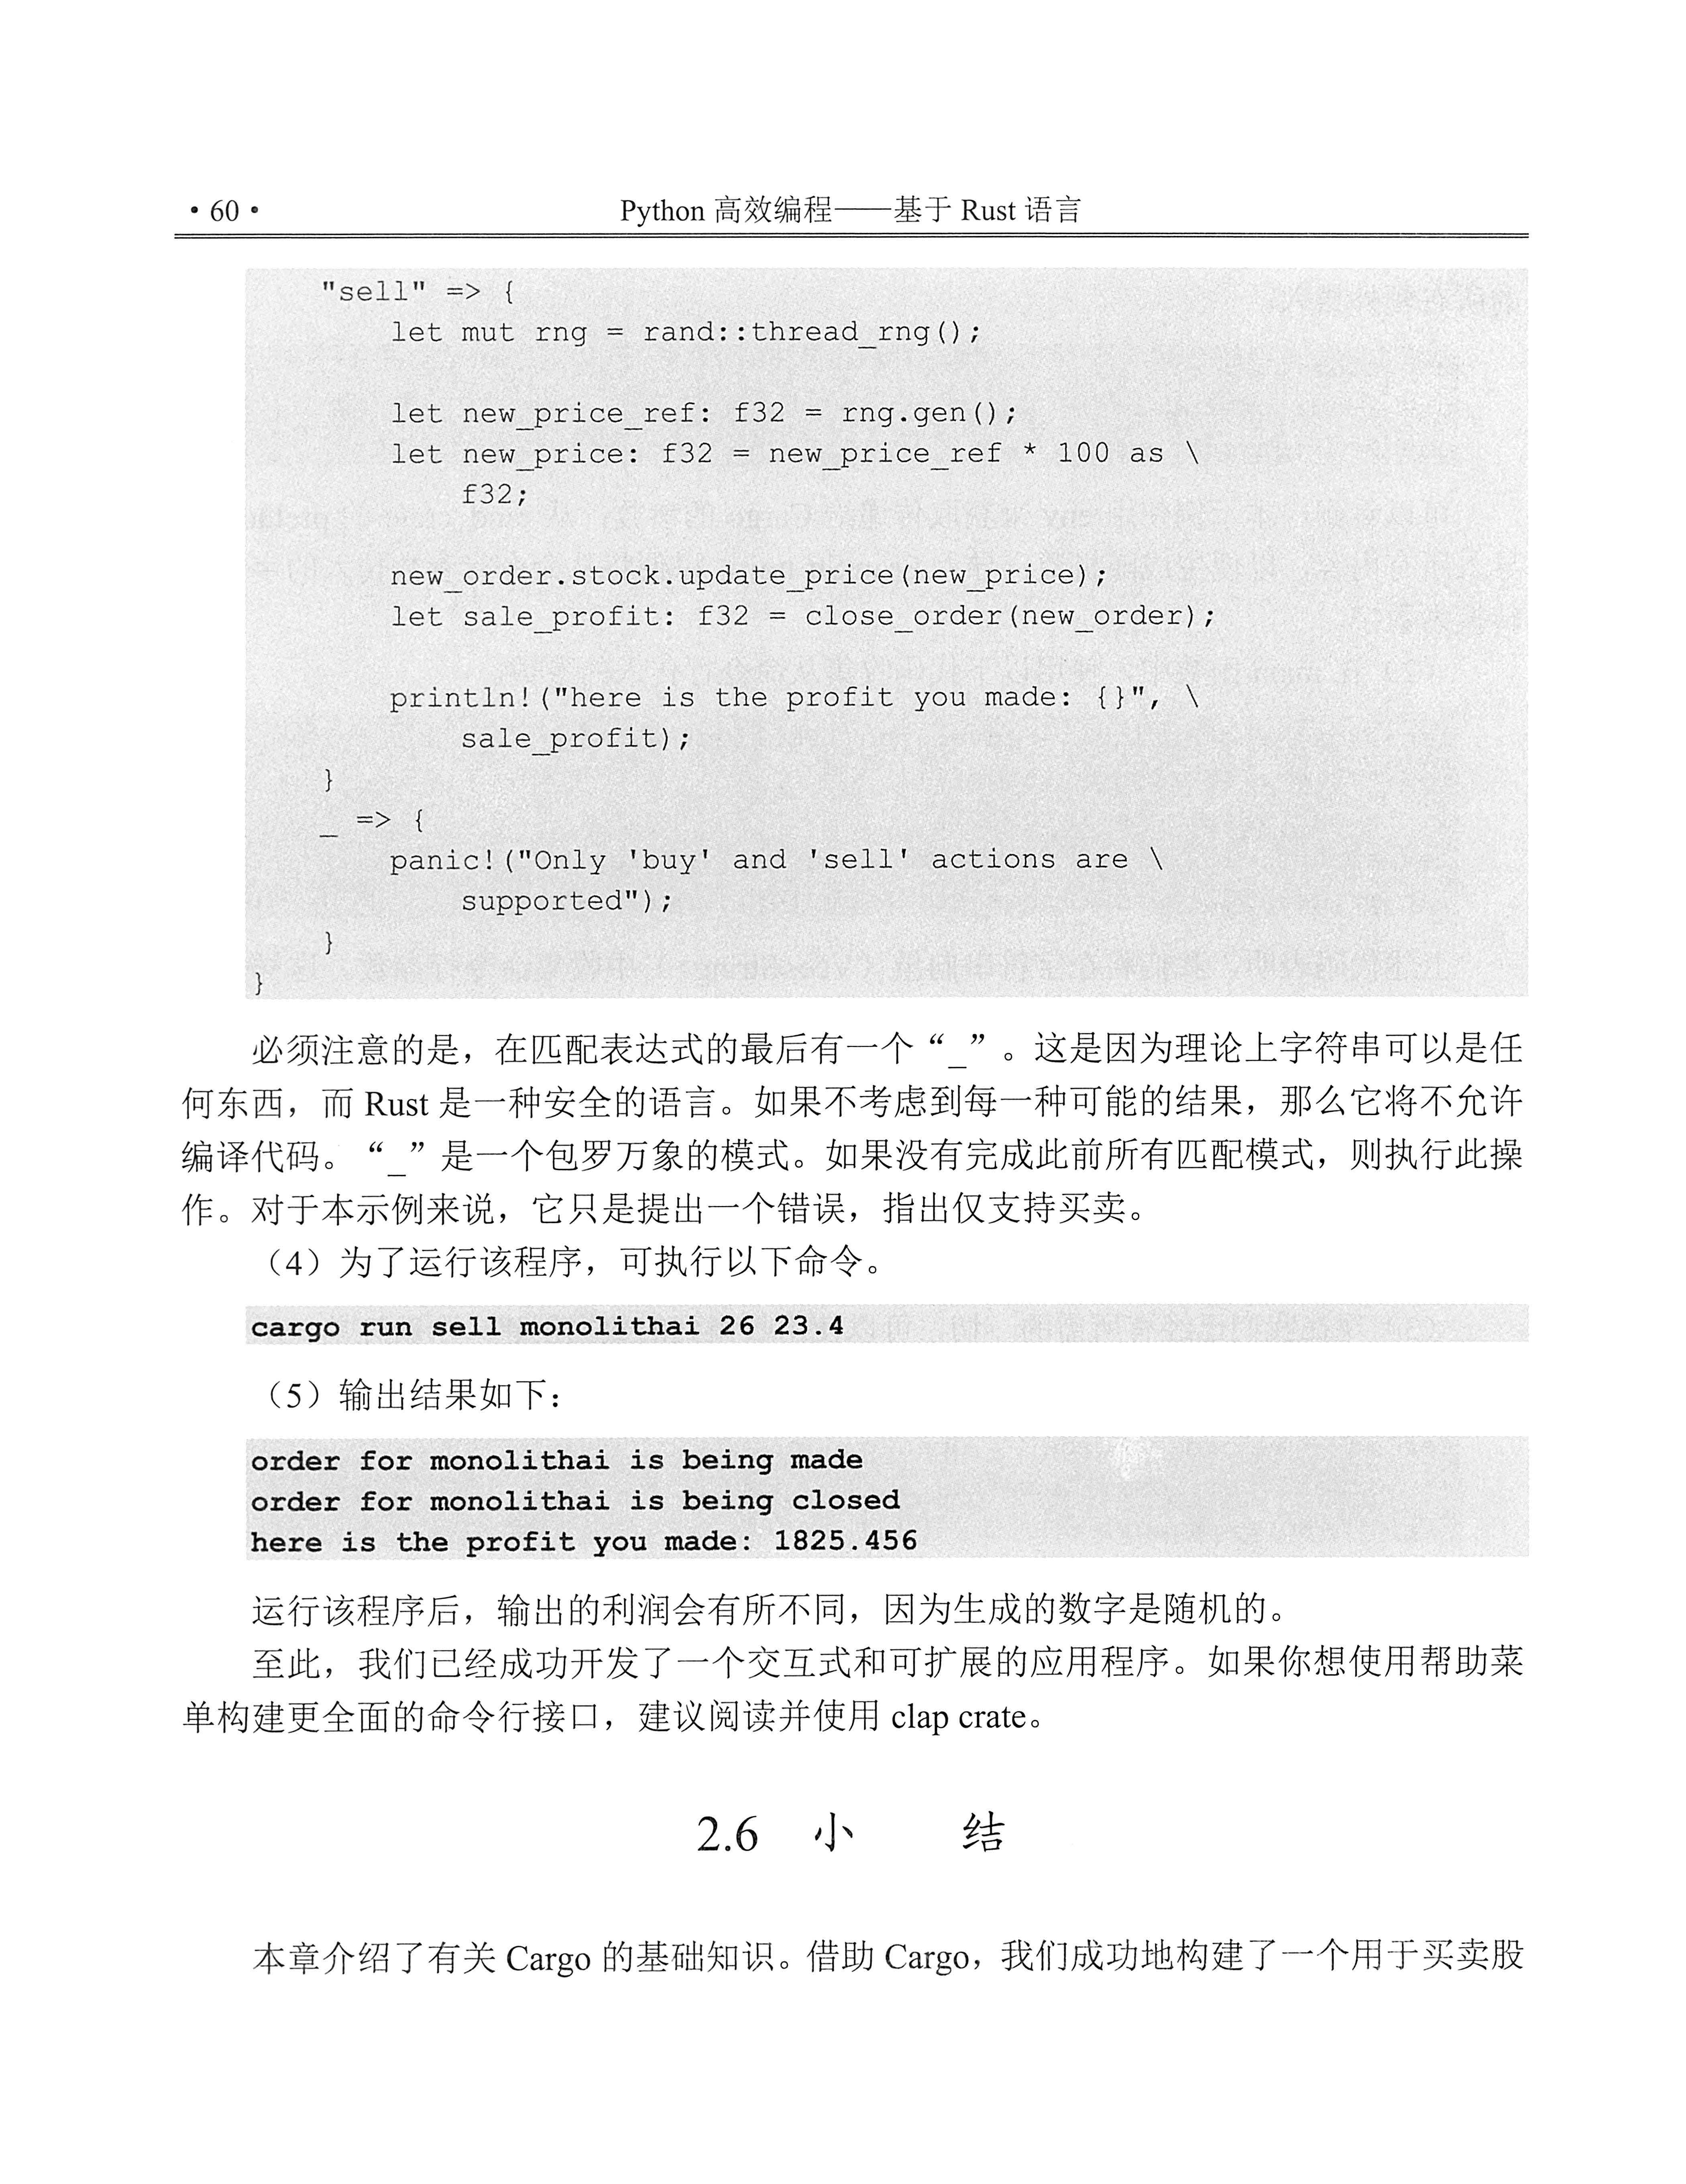 • 60 •
Python 高效编程——基于 Rust 语言
"sell" => {
let mut rng = rand::thread_rng();
let new_price_ref: f32 = rng.gen();
let new_price: f32 = new_price_ref * 100 as \
f32;
new_order.stock.update_price(new_price);
let sale_profit: f32 = close_order(new_order);
println!("here is the profit you made: {}", \
sale_profit);
}
_ => {
panic!("Only 'buy' and 'sell' actions are \
supported");
}
}
必须注意的是，在匹配表达式的最后有一个“_”。这是因为理论上字符串可以是任
何东西，而 Rust 是一种安全的语言。如果不考虑到每一种可能的结果，那么它将不允许
编译代码。“_”是一个包罗万象的模式。如果没有完成此前所有匹配模式，则执行此操
作。对于本示例来说，它只是提出一个错误，指出仅支持买卖。
（4）为了运行该程序，可执行以下命令。
cargo run sell monolithai 26 23.4
（5）输出结果如下：
order for monolithai is being made
order for monolithai is being closed
here is the profit you made: 1825.456
运行该程序后，输出的利润会有所不同，因为生成的数字是随机的。
至此，我们已经成功开发了一个交互式和可扩展的应用程序。如果你想使用帮助菜
单构建更全面的命令行接口，建议阅读并使用 clap crate。
2.6 小 结
本章介绍了有关 Cargo 的基础知识。借助 Cargo，我们成功地构建了一个用于买卖股